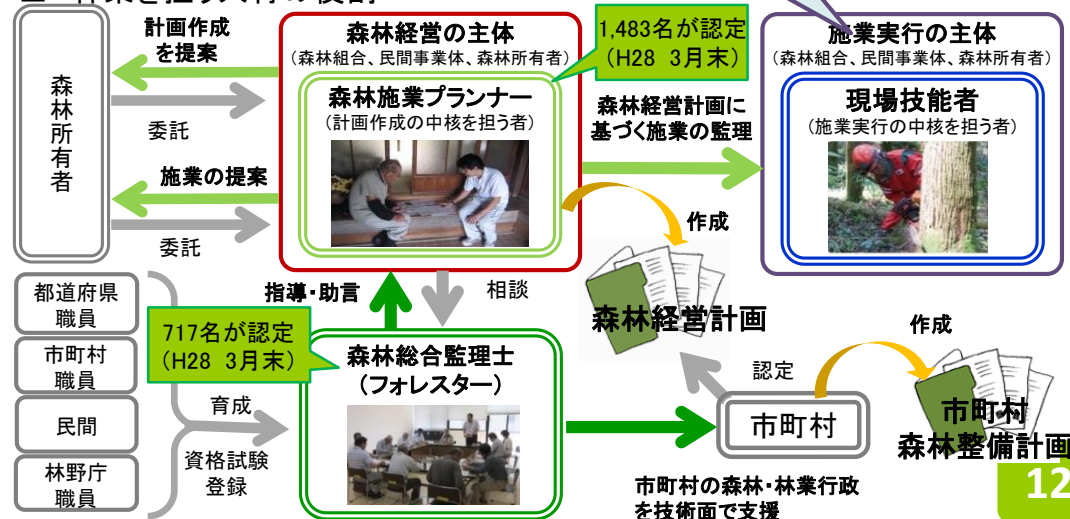 計画作成
を提案
森林経営の主体
(森林組合、民間事業体、森林所有者)
1,483名が認定
(H28 3月末)
施業実行の主体
(森林組合、民間事業体、森林所有者)
森林所有者
委託
施業の提案
委託
森林施業プランナー
(計画作成の中核を担う者)
森林経営計画に
基づく施業の監理
現場技能者
(施業実行の中核を担う者)
作成
森林経営計画
都道府県
職員
市町村
職員
民間
林野庁
職員
指導・助言
相談
717名が認定
(H28 3月末)
森林総合監理士
(フォレスター)
育成
資格試験
登録
認定
市町村
作成
市町村
森林整備計画
市町村の森林・林業行政
を技術面で支援
12